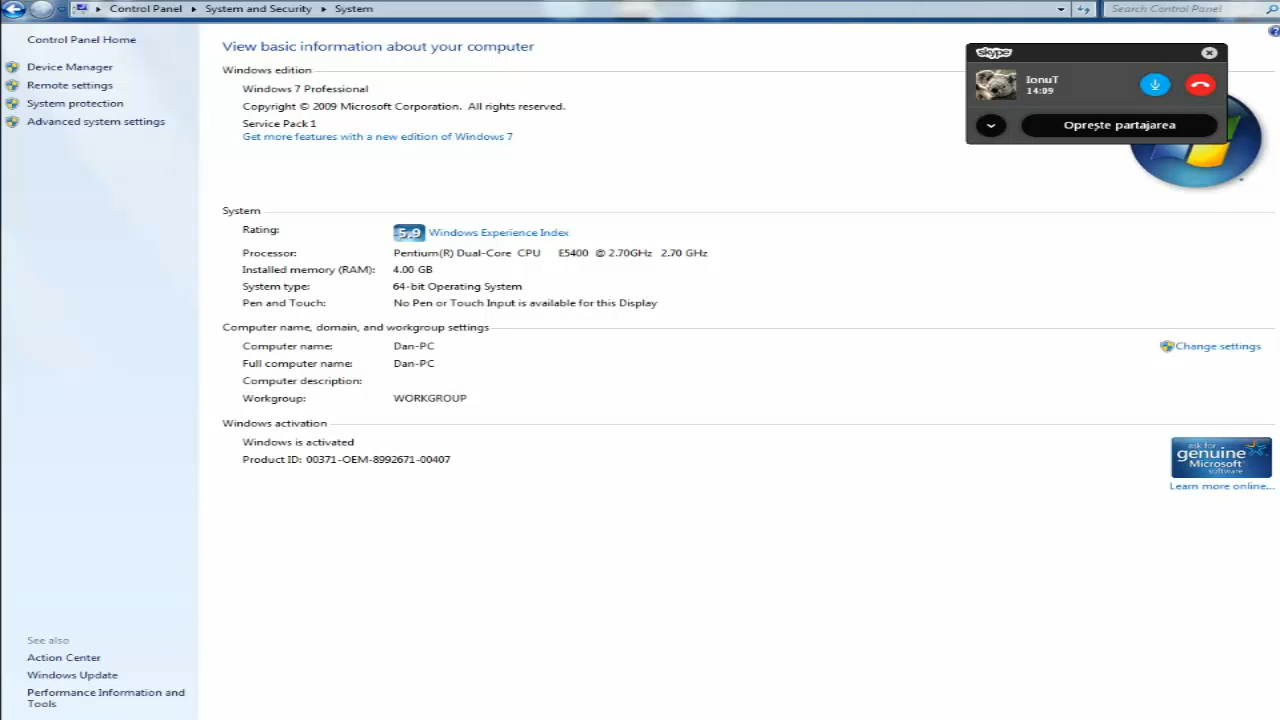 Control Panel ▸ System and Security ▸ System
Search Control Panel
Control Panel Home
Device Manager
Remote settings
System protection
Advanced system settings
View basic information about your computer
Windows edition
Windows 7 Professional
Copyright © 2009 Microsoft Corporation. All rights reserved.
Service Pack 1
Get more features with a new edition of Windows 7
skype
IonuT
14:09
Oprește partajarea
System
Rating: 5,9 Windows Experience Index
Processor: Pentium(R) Dual-Core CPU E5400 @ 2.70GHz 2.70 GHz
Installed memory (RAM): 4.00 GB
System type: 64-bit Operating System
Pen and Touch: No Pen or Touch Input is available for this Display
Computer name, domain, and workgroup settings
Computer name: Dan-PC
Change settings
Full computer name: Dan-PC
Computer description:
Workgroup: WORKGROUP
Windows activation
Windows is activated
Product ID: 00371-OEM-8992671-00407
ask for
genuine
Microsoft
software
Learn more online...
See also
Action Center
Windows Update
Performance Information and
Tools